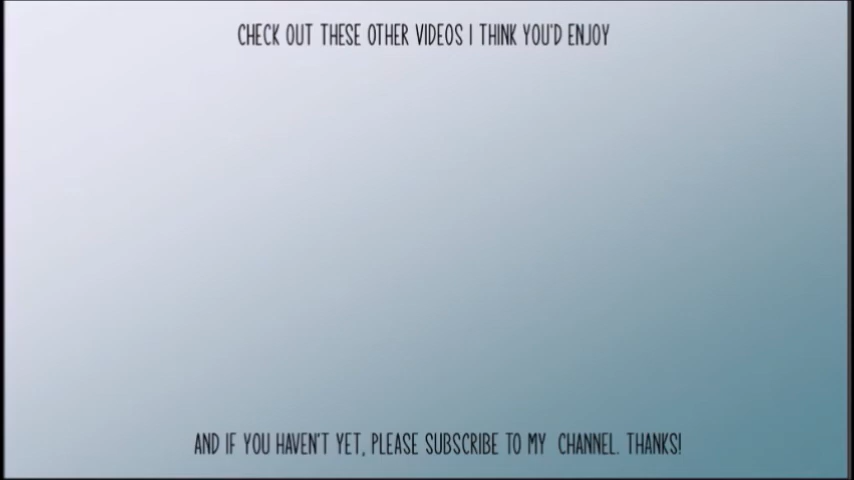 CHECK OUT THESE OTHER VIDEOS I THINK YOU'D ENJOY
AND IF YOU HAVEN'T YET, PLEASE SUBSCRIBE TO MY CHANNEL. THANKS!